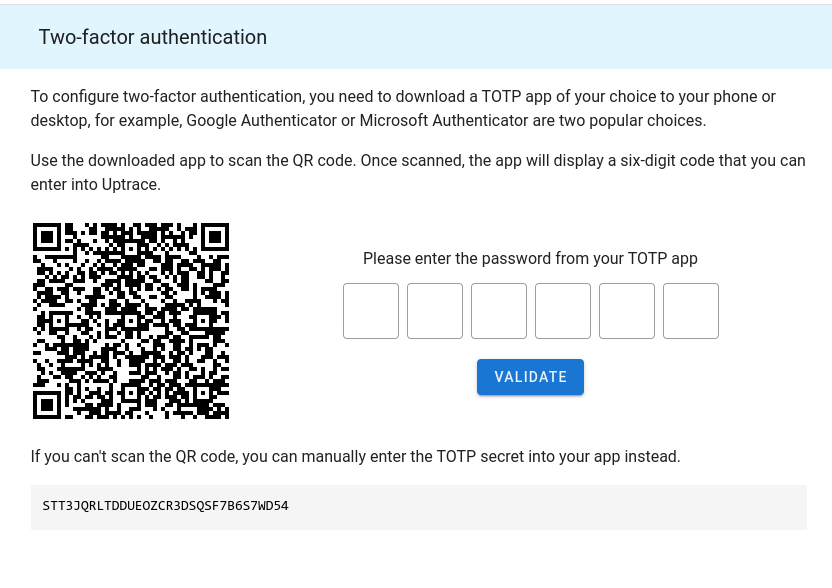 Two-factor authentication
To configure two-factor authentication, you need to download a TOTP app of your choice to your phone or
desktop, for example, Google Authenticator or Microsoft Authenticator are two popular choices.
Use the downloaded app to scan the QR code. Once scanned, the app will display a six-digit code that you can
enter into Uptrace.
Please enter the password from your TOTP app
VALIDATE
If you can't scan the QR code, you can manually enter the TOTP secret into your app instead.
STT3JQRLTDDUEOZCR3DSQSF7B6S7WD54